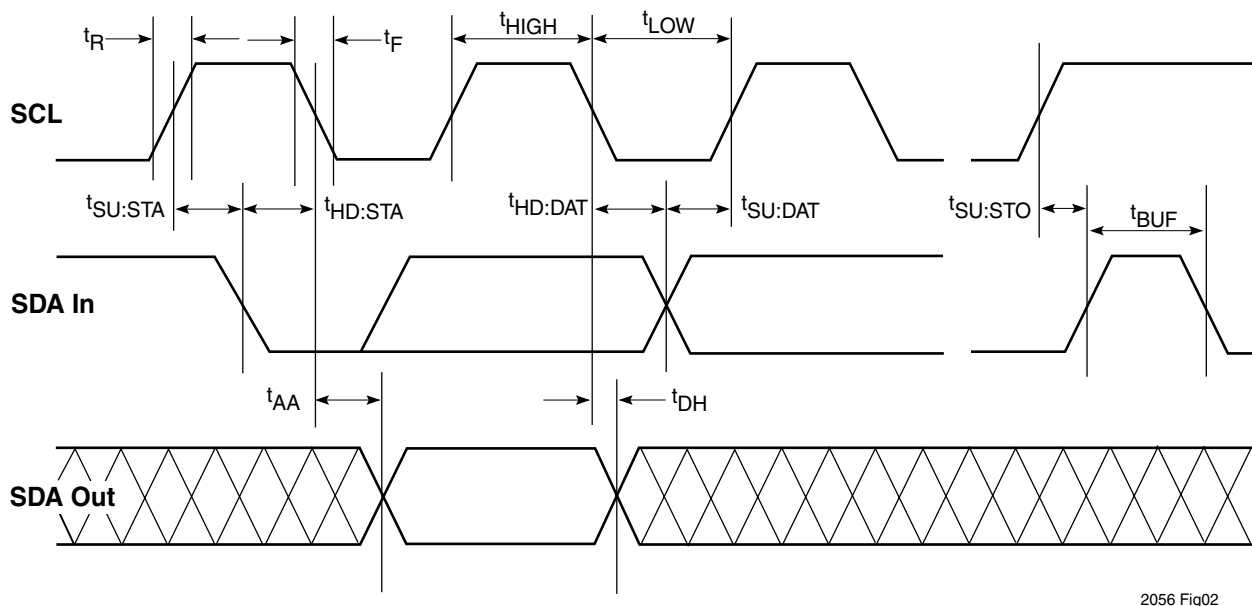 tR
tF
tHIGH
tLOW
SCL
tSU:STA
tHD:STA
tHD:DAT
tSU:DAT
tSU:STO
tBUF
SDA In
tAA
tDH
SDA Out
2056 Fig02